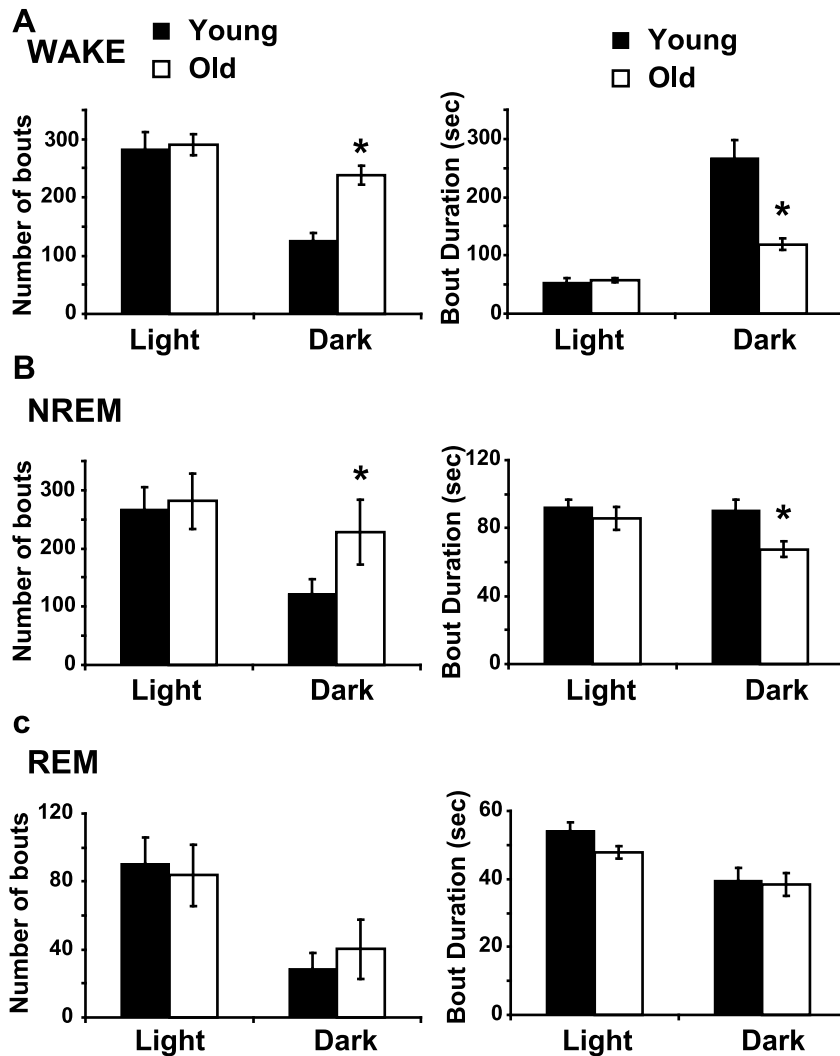 A
WAKE
Young
Old
Young
Old
Number of bouts
300
200
100
0
*
Light
Dark
Bout Duration (sec)
300
200
100
0
*
Light
Dark
B
NREM
Number of bouts
300
200
100
0
*
Light
Dark
Bout Duration (sec)
120
80
40
0
*
Light
Dark
c
REM
Number of bouts
120
80
40
0
Light
Dark
Bout Duration (sec)
60
40
20
0
Light
Dark